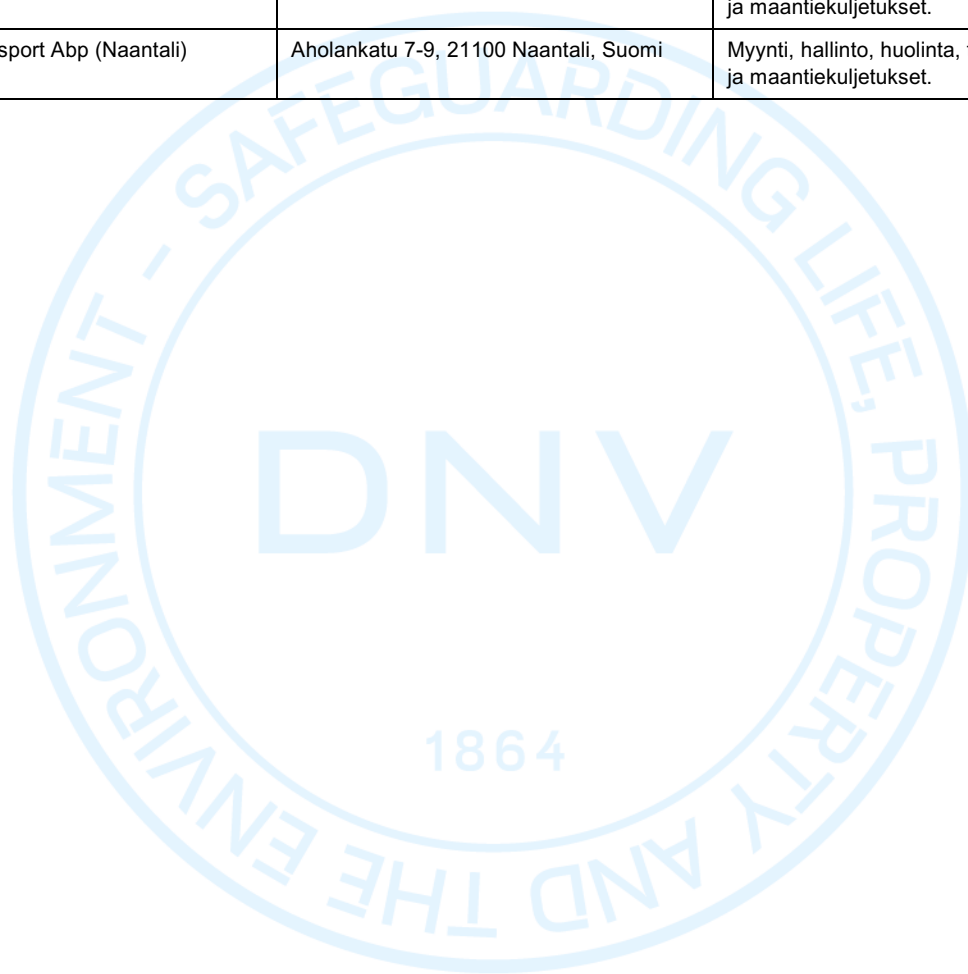 ja maantiekuljetukset.
sport Abp (Naantali) Aholankatu 7-9, 21100 Naantali, Suomi Myynti, hallinto, huolinta,
ja maantiekuljetukset.
SAFEGUARDING LIFE, PROPERTY AND THE ENVIRONMENT -
DNV
1864